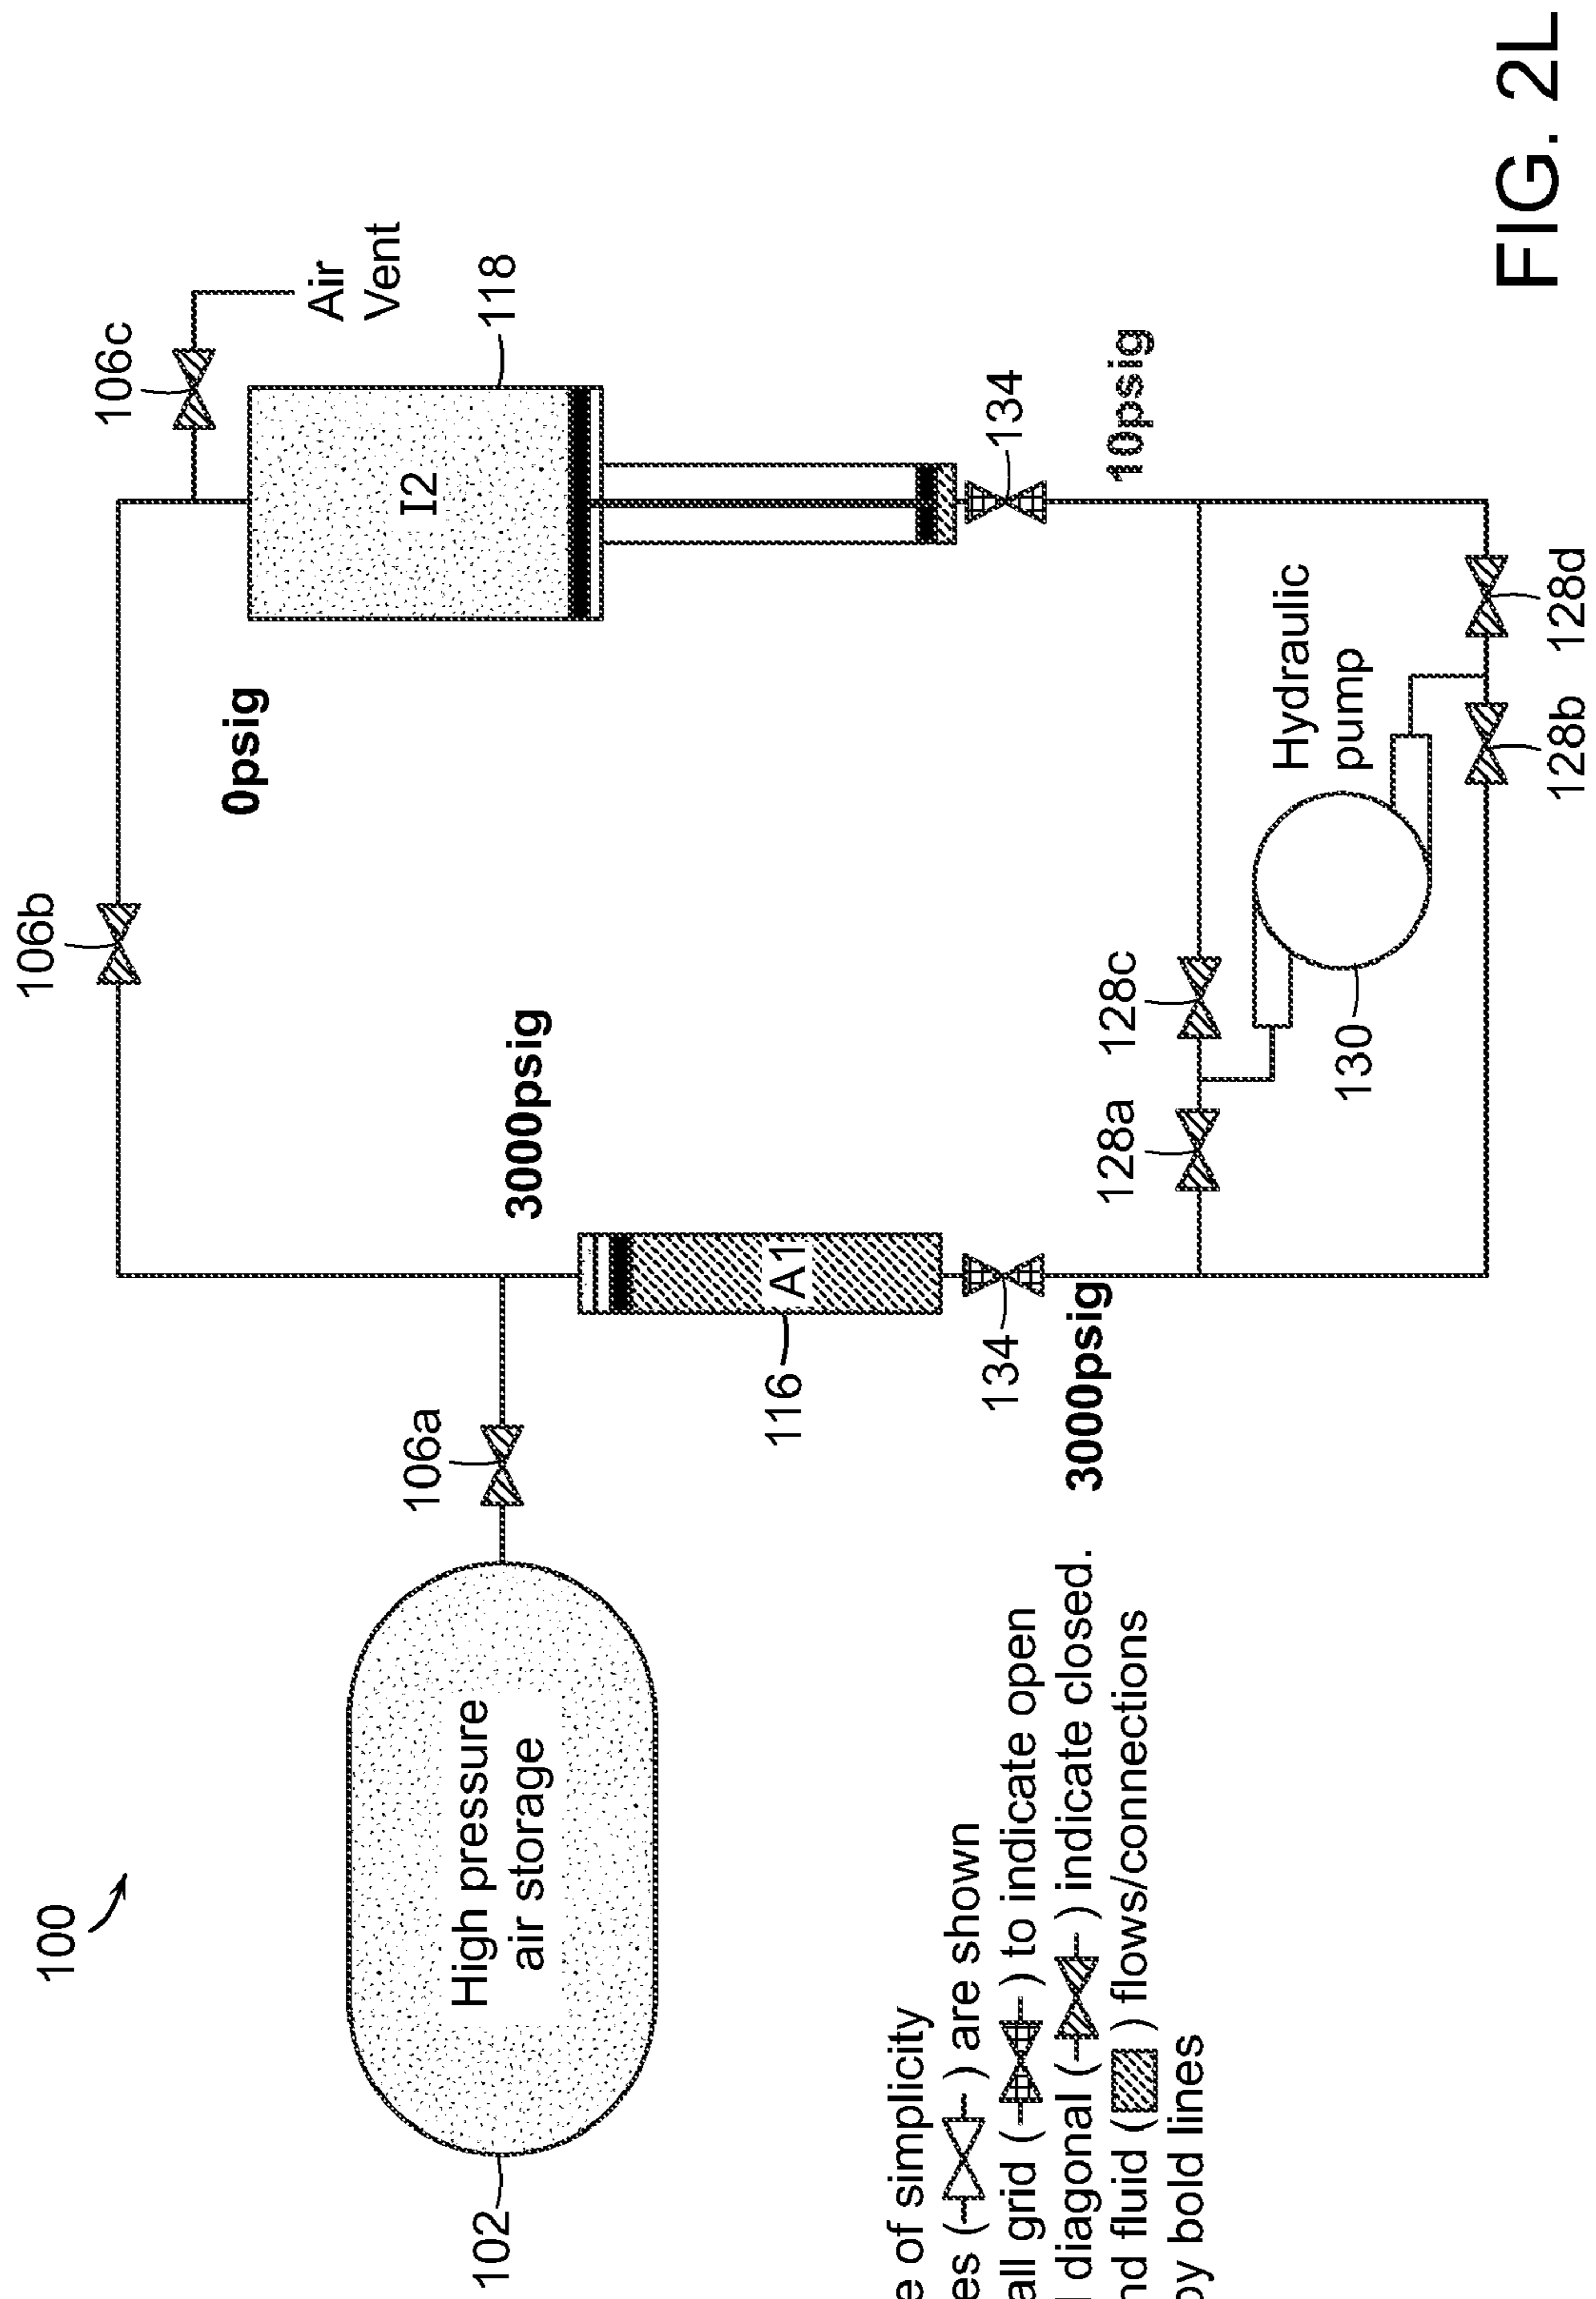 100
106b
106c
Air
Vent
0psig
I2
118
106a
3000psig
102
High pressure
air storage
116
A1
134
134
3000psig
10psig
128a
128c
Hydraulic
pump
130
128b
128d
e of simplicity
es ( ) are shown
all grid ( ) to indicate open
diagonal ( ) indicate closed.
nd fluid ( ) flows/connections
by bold lines
FIG. 2L